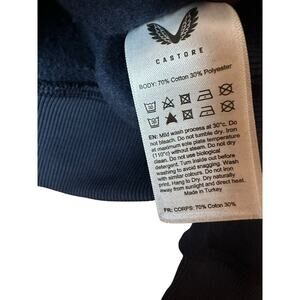 CASTORE
BODY: 70% Cotton 30% Polyester
EN: Mild wash process at 30°c. Do
not bleach. Do not tumble dry. Iron
at maximum sole plate temperature
(110°c) without steam. Do not dry
clean. Do not use biological
detergent. Turn inside out before
washing to avoid snagging. Wash
with similar colours. Do not iron
print. Hang to Dry. Dry naturally
away from sunlight and direct heat.
Made in Turkey
FR: CORPS: 70% Coton 30%